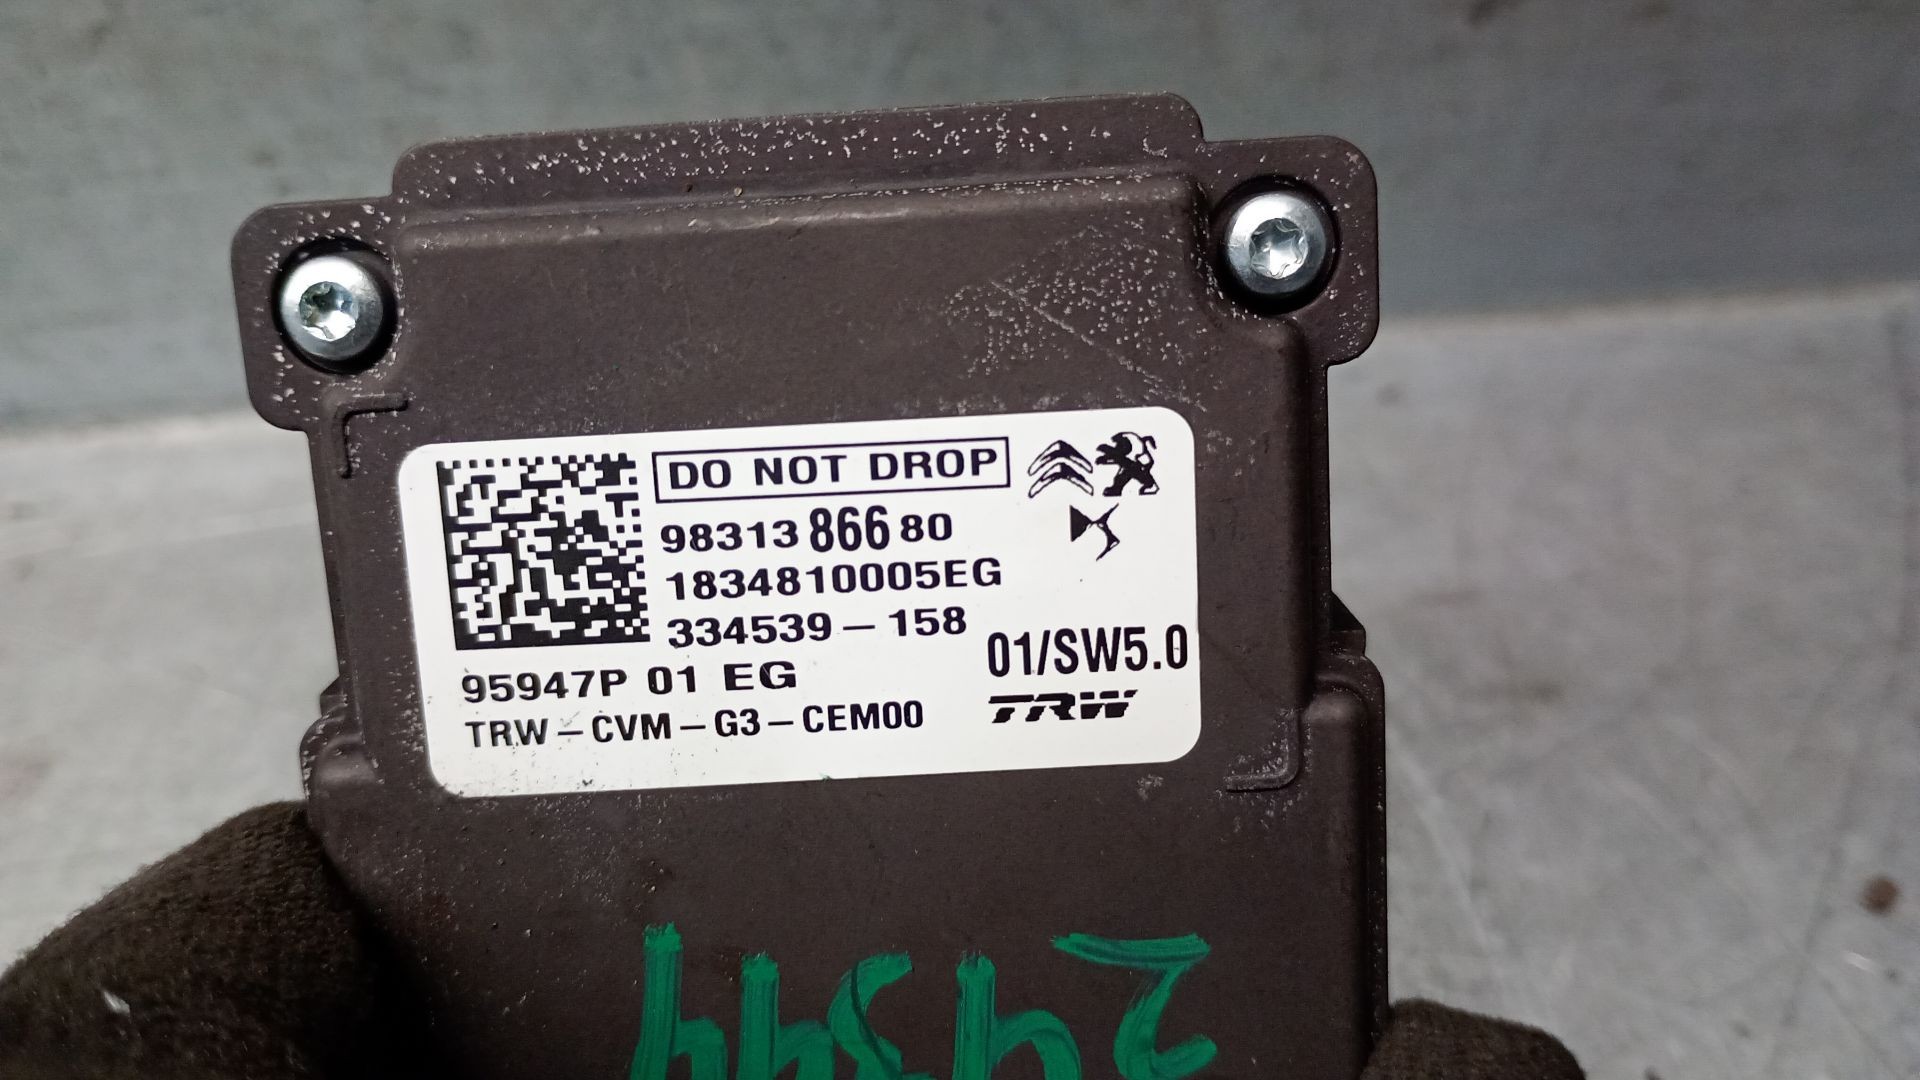 DO NOT DROP
98313 866 80
1834810005EG
334539-158
01/SW5.0
95947P 01 EG
TRW-CVM-G3-CEM00
TRW